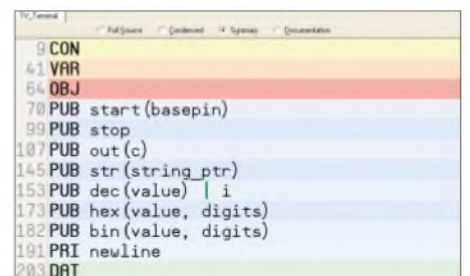 TV_Terminal
Full Source Condensed Summary Documentation
9 CON
41 VAR
64 OBJ
70 PUB start(basepin)
99 PUB stop
107 PUB out(c)
145 PUB str(string_ptr)
153 PUB dec(value) | i
173 PUB hex(value, digits)
182 PUB bin(value, digits)
191 PRI newline
203 DAT